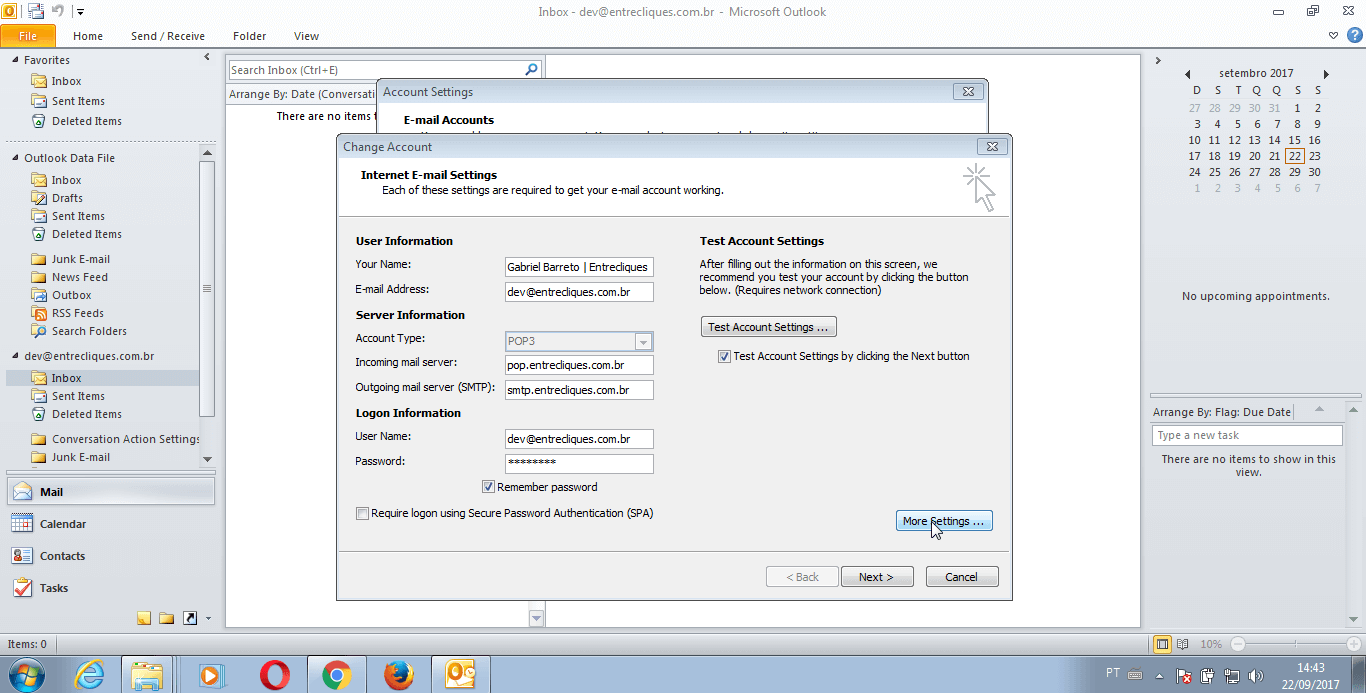 Inbox - dev@entrecliques.com.br - Microsoft Outlook
File Home Send / Receive Folder View
Favorites
Inbox
Sent Items
Deleted Items
Outlook Data File
Inbox
Drafts
Sent Items
Deleted Items
Junk E-mail
News Feed
Outbox
RSS Feeds
Search Folders
dev@entrecliques.com.br
Inbox
Sent Items
Deleted Items
Conversation Action Settings
Junk E-mail
Mail
Calendar
Contacts
Tasks
Search Inbox (Ctrl+E)
Arrange By: Date (Conversati
There are no items
Account Settings
E-mail Accounts
Change Account
Internet E-mail Settings
Each of these settings are required to get your e-mail account working.
User Information
Your Name: Gabriel Barreto | Entrecliques
E-mail Address: dev@entrecliques.com.br
Server Information
Account Type: POP3
Incoming mail server: pop.entrecliques.com.br
Outgoing mail server (SMTP): smtp.entrecliques.com.br
Logon Information
User Name: dev@entrecliques.com.br
Password: ********
Remember password
Require logon using Secure Password Authentication (SPA)
Test Account Settings
After filling out the information on this screen, we
recommend you test your account by clicking the button
below. (Requires network connection)
Test Account Settings ...
Test Account Settings by clicking the Next button
More Settings ...
< Back Next > Cancel
setembro 2017
D S T Q Q S S
27 28 29 30 31 1 2
3 4 5 6 7 8 9
10 11 12 13 14 15 16
17 18 19 20 21 22 23
24 25 26 27 28 29 30
1 2 3 4 5 6 7
No upcoming appointments.
Arrange By: Flag: Due Date
Type a new task
There are no items to show in this
view.
Items: 0
10%
PT
14:43
22/09/2017